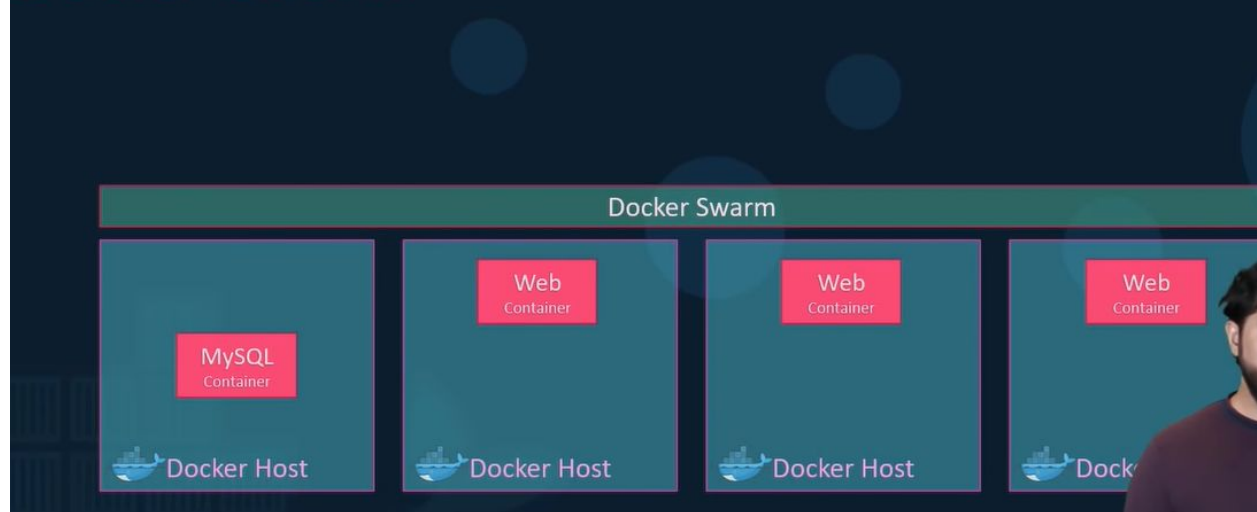 Docker Swarm
Web
Container
Web
Container
Web
Container
MySQL
Container
Docker Host
Docker Host
Docker Host